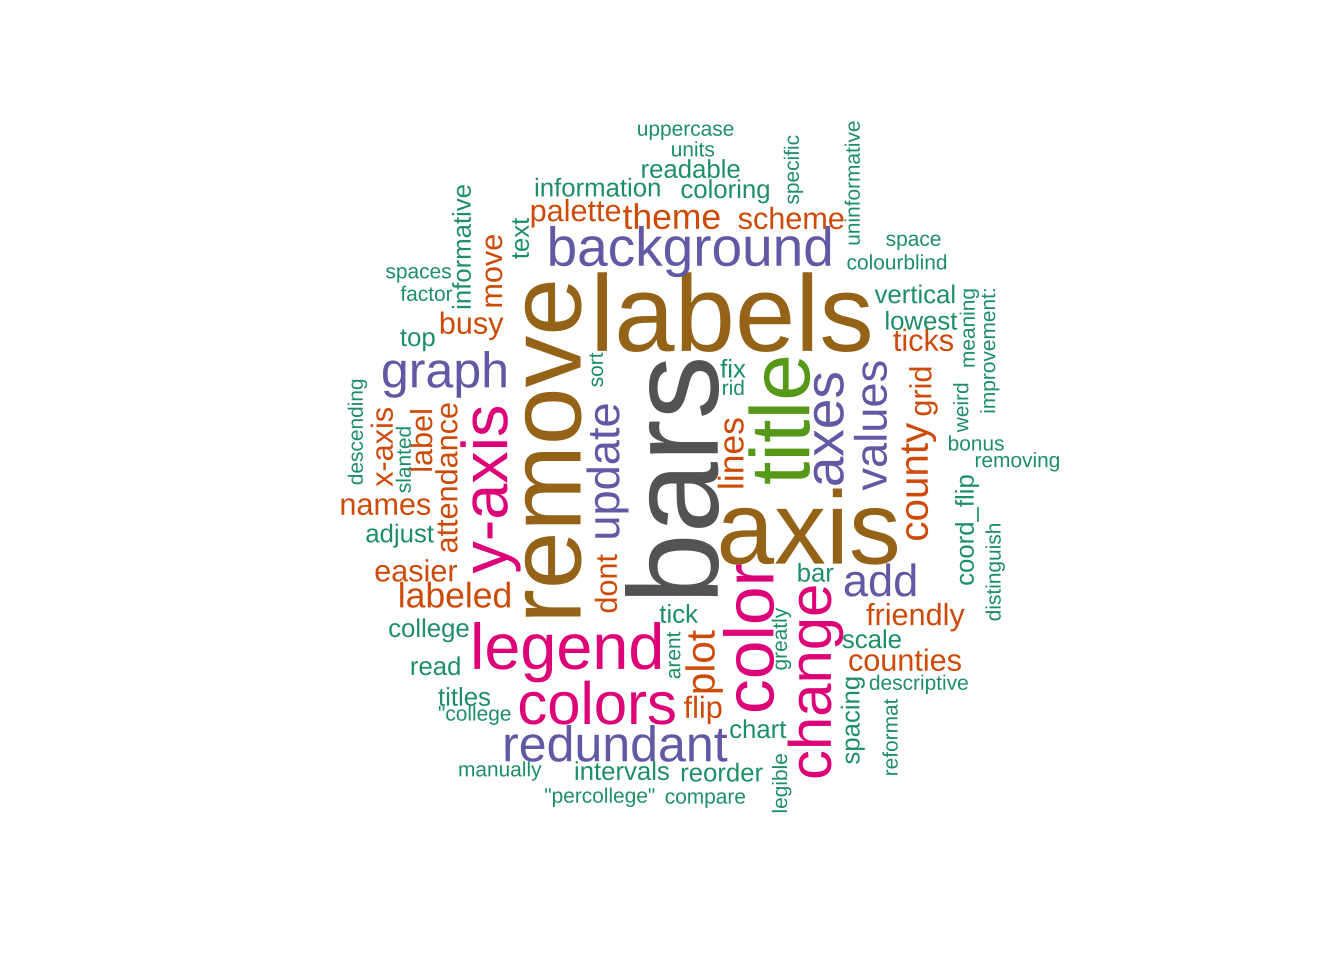 uppercase
units
readable
specific
uninformative
information
coloring
informative
text
palette
theme
scheme
move
background
space
spaces
colourblind
factor
remove
labels
vertical
lowest
meaning
improvement:
busy
top
ticks
graph
sort
bars
fix
rid
title
axes
values
grid
weird
descending
x-axis
slanted
label
attendance
y-axis
update
lines
county
bonus
removing
names
adjust
axis
coord_flip
distinguish
easier
labeled
dont
color
bar
add
change
college
legend
tick
arent
plot
greatly
friendly
scale
counties
read
descriptive
titles
"college
colors
flip
chart
spacing
reformat
redundant
manually
intervals
reorder
legible
"percollege"
compare